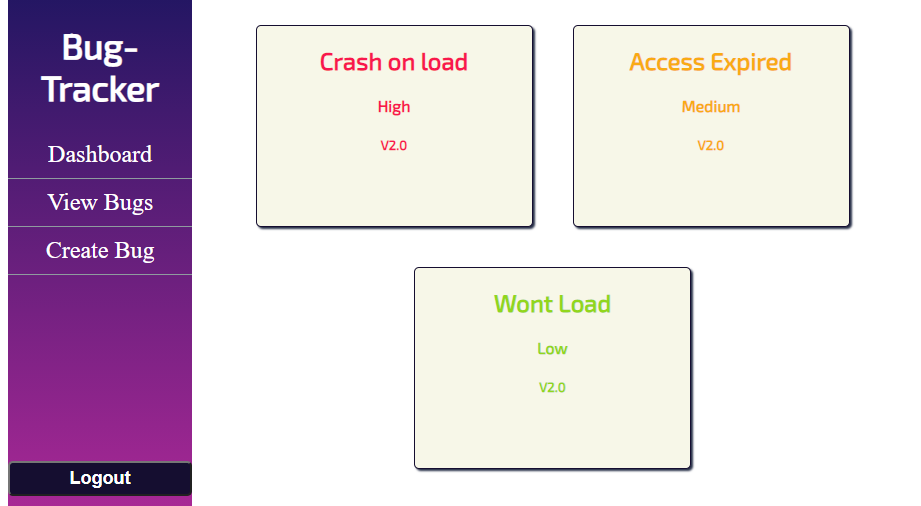 Bug-
Tracker
Dashboard
View Bugs
Create Bug
Logout
Crash on load
High
V2.0
Access Expired
Medium
V2.0
Wont Load
Low
V2.0